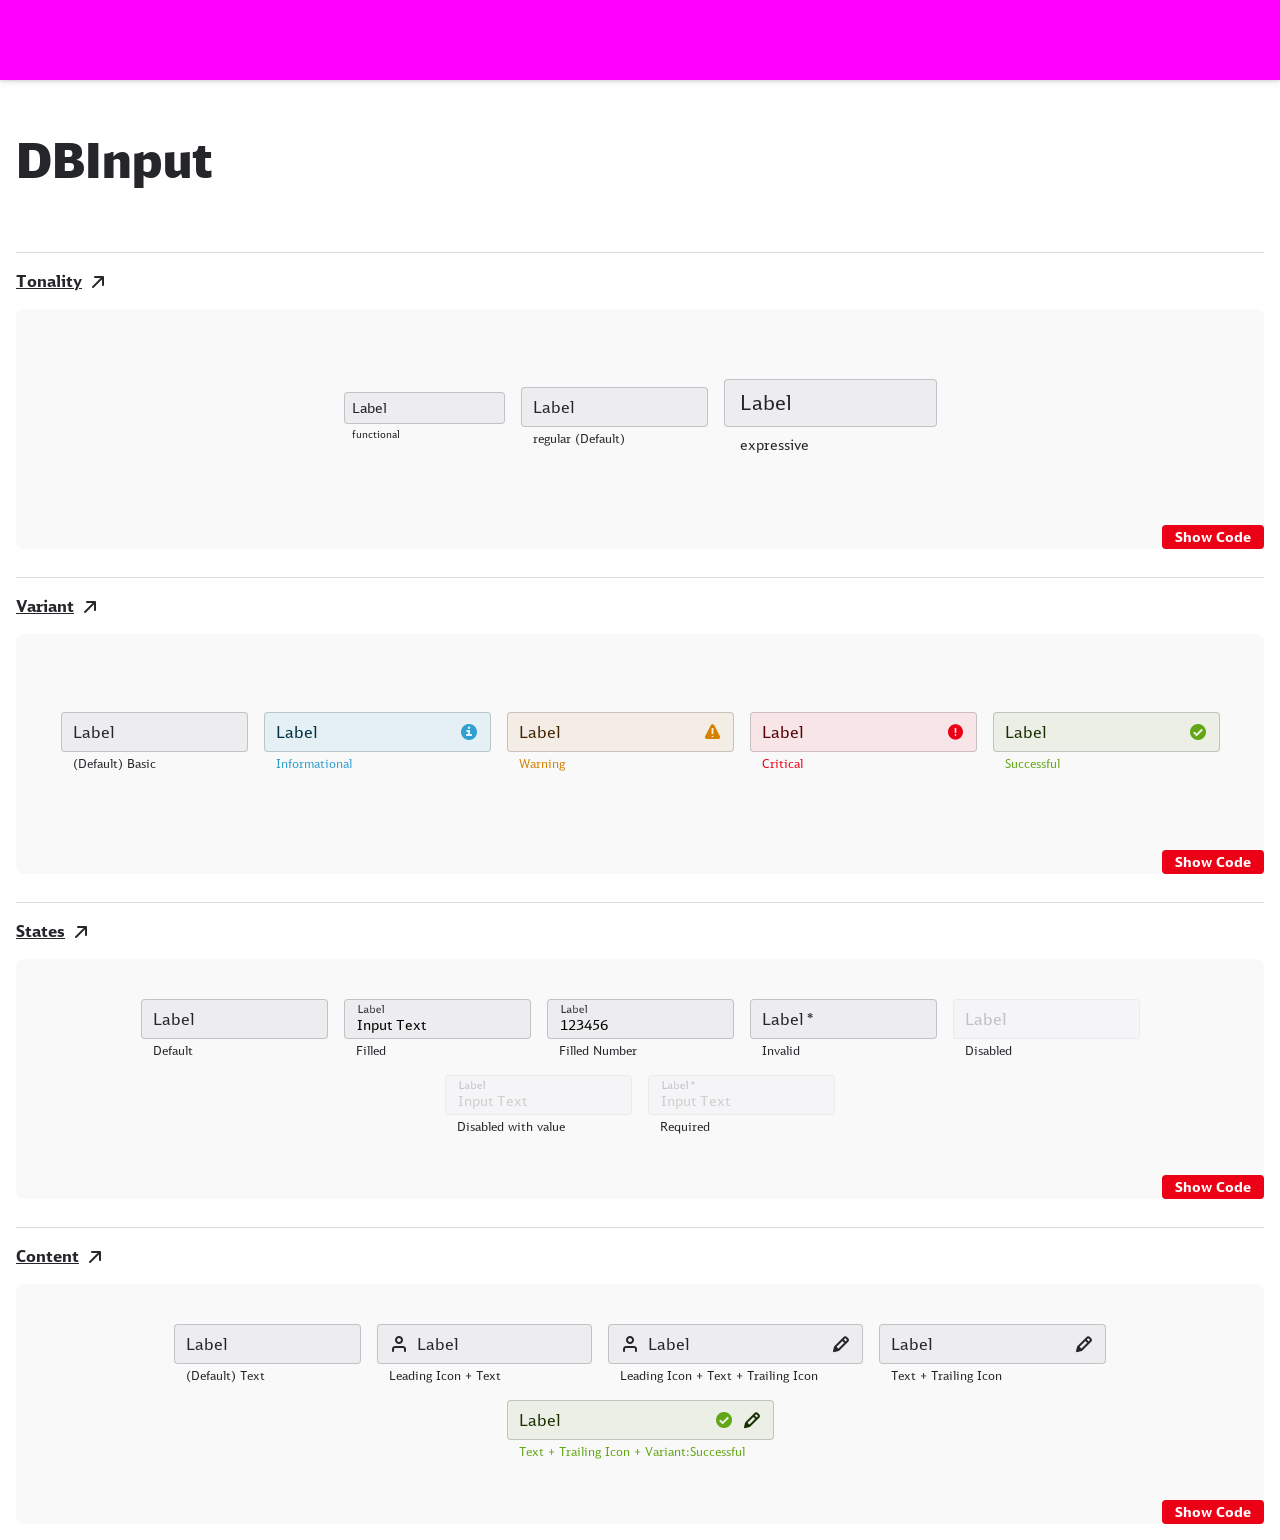 DBInput
Tonality
Label Label Label
functional regular (Default) expressive
Show Code
Variant
Label Label Label Label Label
(Default) Basic Informational Warning Critical Successful
Show Code
States
Label Label Label Label * Label
Input Text 123456
Default Filled Filled Number Invalid Disabled
Label Label *
Input Text Input Text
Disabled with value Required
Show Code
Content
Label Label Label Label
(Default) Text Leading Icon + Text Leading Icon + Text + Trailing Icon Text + Trailing Icon
Label
Text + Trailing Icon + Variant:Successful
Show Code